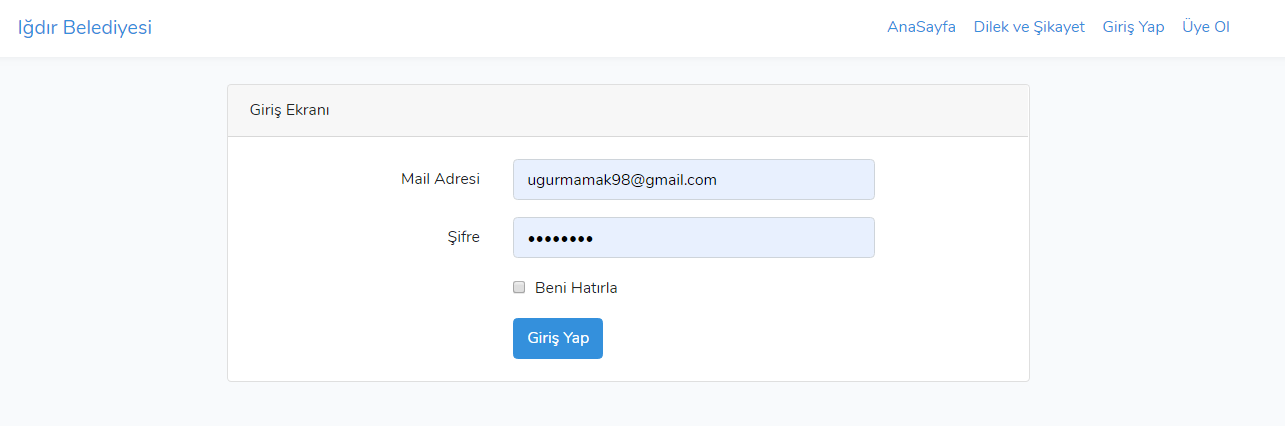 Iğdır Belediyesi
AnaSayfa Dilek ve Şikayet Giriş Yap Üye Ol
Giriş Ekranı
Mail Adresi ugurmamak98@gmail.com
Şifre ••••••••
Beni Hatırla
Giriş Yap